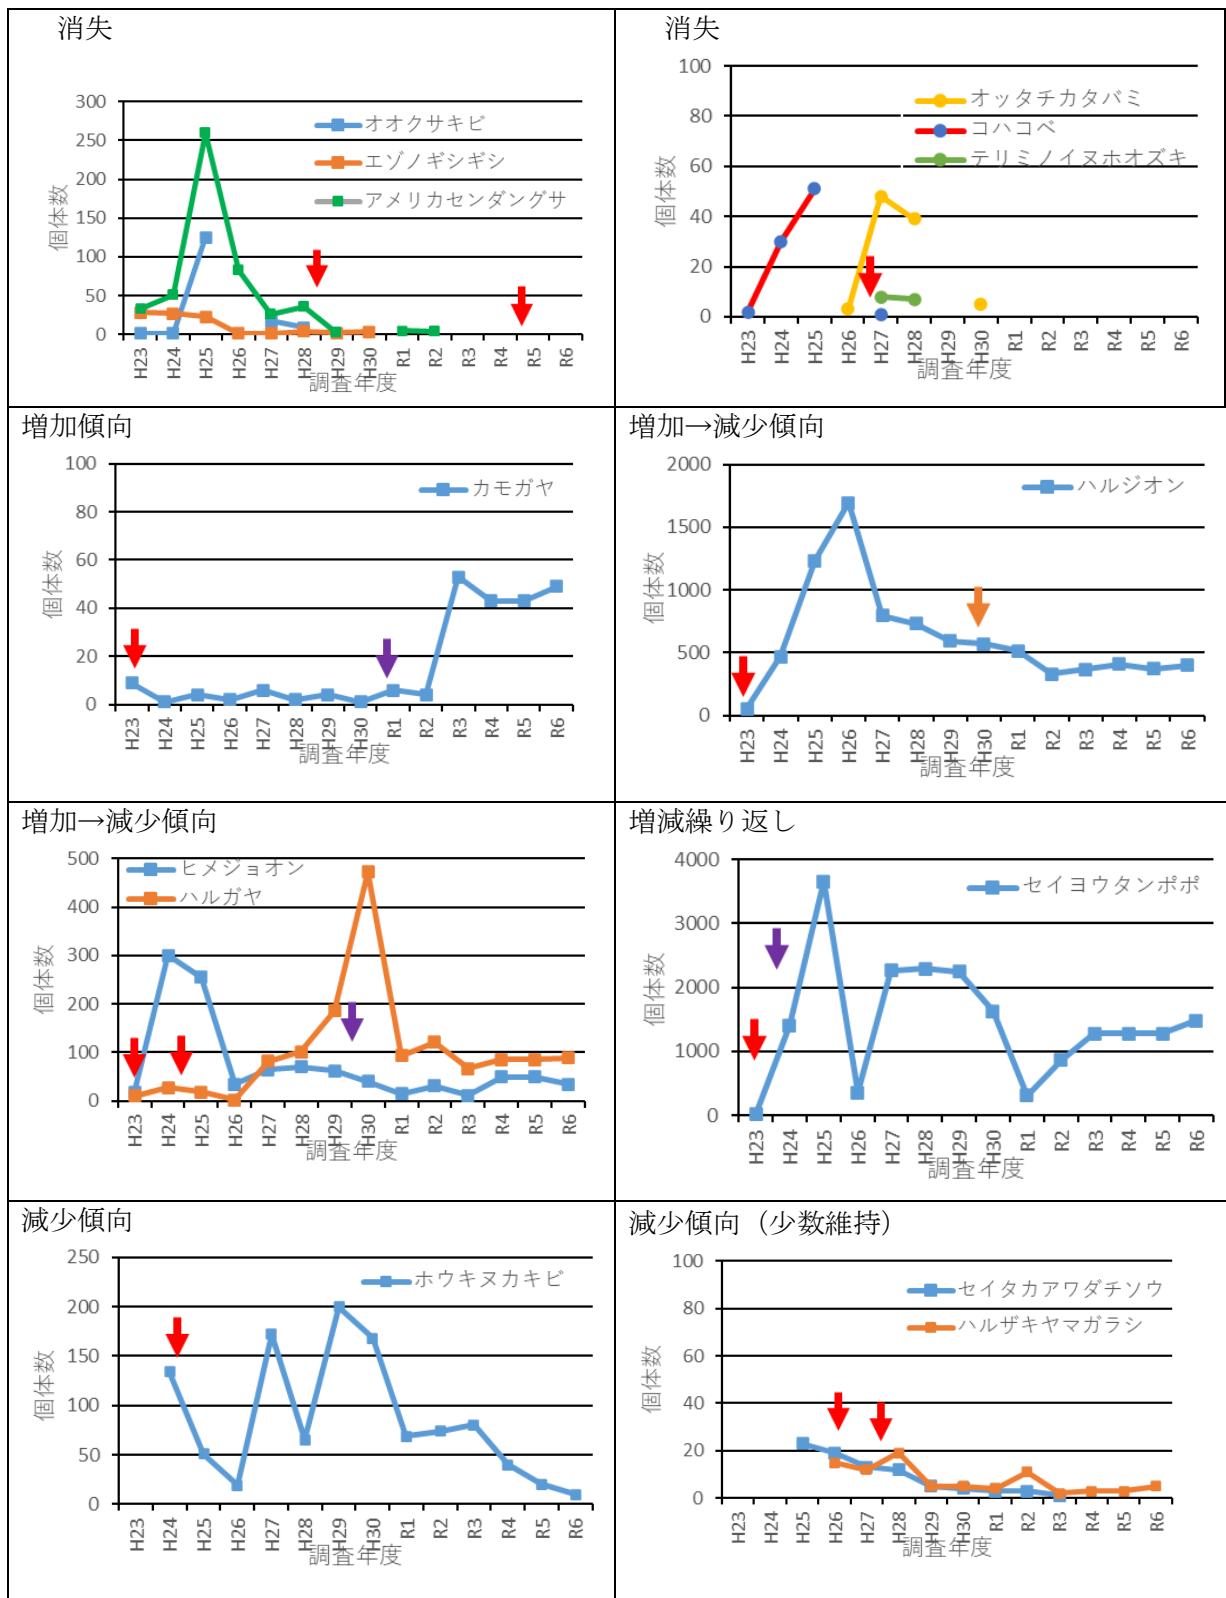 消失
300
250
200
150
100
50
0
個体数
オオクサキビ
エゾノギシギシ
アメリカセンダングサ
H23 H24 H25 H26 H27 H28 H29 H30 R1 R2 R3 R4 R5 R6
調査年度
消失
100
80
60
40
20
0
個体数
オッタチカタバミ
コハコベ
テリミノイヌホオズキ
H23 H24 H25 H26 H27 H28 H29 H30 R1 R2 R3 R4 R5 R6
調査年度
増加傾向
100
80
60
40
20
0
個体数
カモガヤ
H23 H24 H25 H26 H27 H28 H29 H30 R1 R2 R3 R4 R5 R6
調査年度
増加→減少傾向
2000
1500
1000
500
0
個体数
ハルジオン
H23 H24 H25 H26 H27 H28 H29 H30 R1 R2 R3 R4 R5 R6
調査年度
増加→減少傾向
500
400
300
200
100
0
個体数
ヒメジョオン
ハルガヤ
H23 H24 H25 H26 H27 H28 H29 H30 R1 R2 R3 R4 R5 R6
調査年度
増減繰り返し
4000
3000
2000
1000
0
個体数
セイヨウタンポポ
H23 H24 H25 H26 H27 H28 H29 H30 R1 R2 R3 R4 R5 R6
調査年度
減少傾向
250
200
150
100
50
0
個体数
ホウキヌカキビ
H23 H24 H25 H26 H27 H28 H29 H30 R1 R2 R3 R4 R5 R6
調査年度
減少傾向（少数維持）
100
80
60
40
20
0
個体数
セイタカアワダチソウ
ハルザキヤマガラシ
H23 H24 H25 H26 H27 H28 H29 H30 R1 R2 R3 R4 R5 R6
調査年度